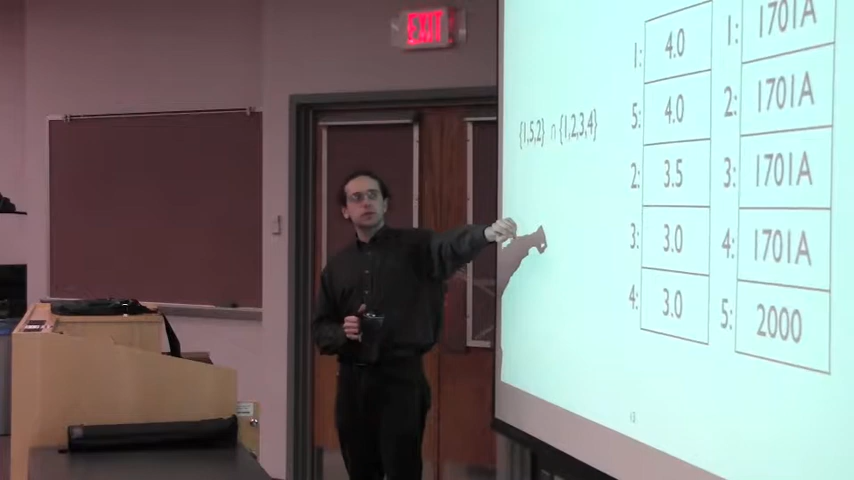 EXIT
{1,5,2} ∩ {1,2,3,4}
1: 4.0
5: 4.0
2: 3.5
3: 3.0
4: 3.0
1: 1701A
2: 1701A
3: 1701A
4: 1701A
5: 2000